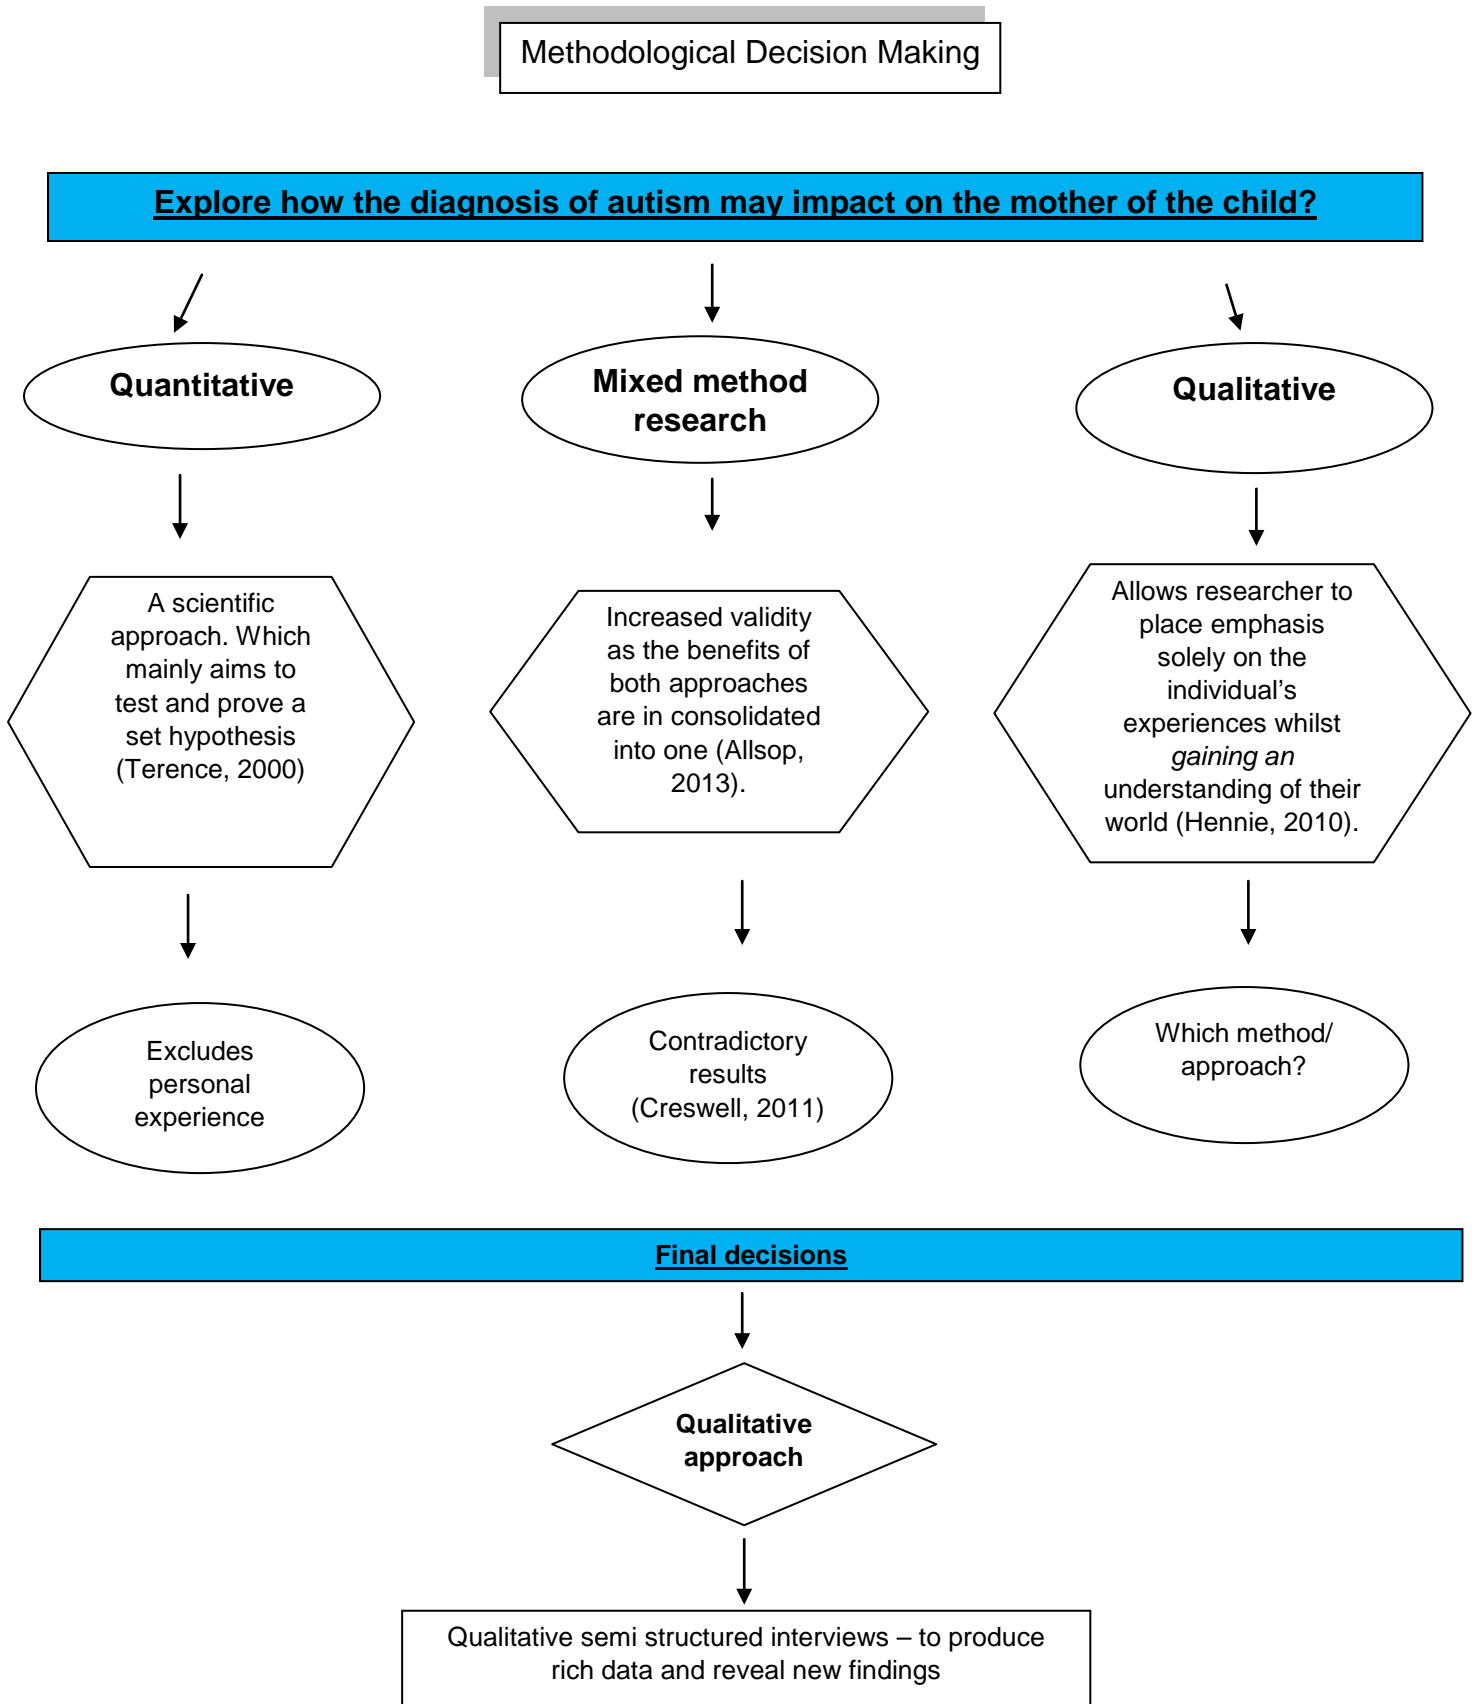 Methodological Decision Making
Explore how the diagnosis of autism may impact on the mother of the child?
Quantitative
Mixed method
research
Qualitative
A scientific
approach. Which
mainly aims to
test and prove a
set hypothesis
(Terence, 2000)
Increased validity
as the benefits of
both approaches
are in consolidated
into one (Allsop,
2013).
Allows researcher to
place emphasis
solely on the
individual’s
experiences whilst
gaining an
understanding of their
world (Hennie, 2010).
Excludes
personal
experience
Contradictory
results
(Creswell, 2011)
Which method/
approach?
Final decisions
Qualitative
approach
Qualitative semi structured interviews – to produce
rich data and reveal new findings